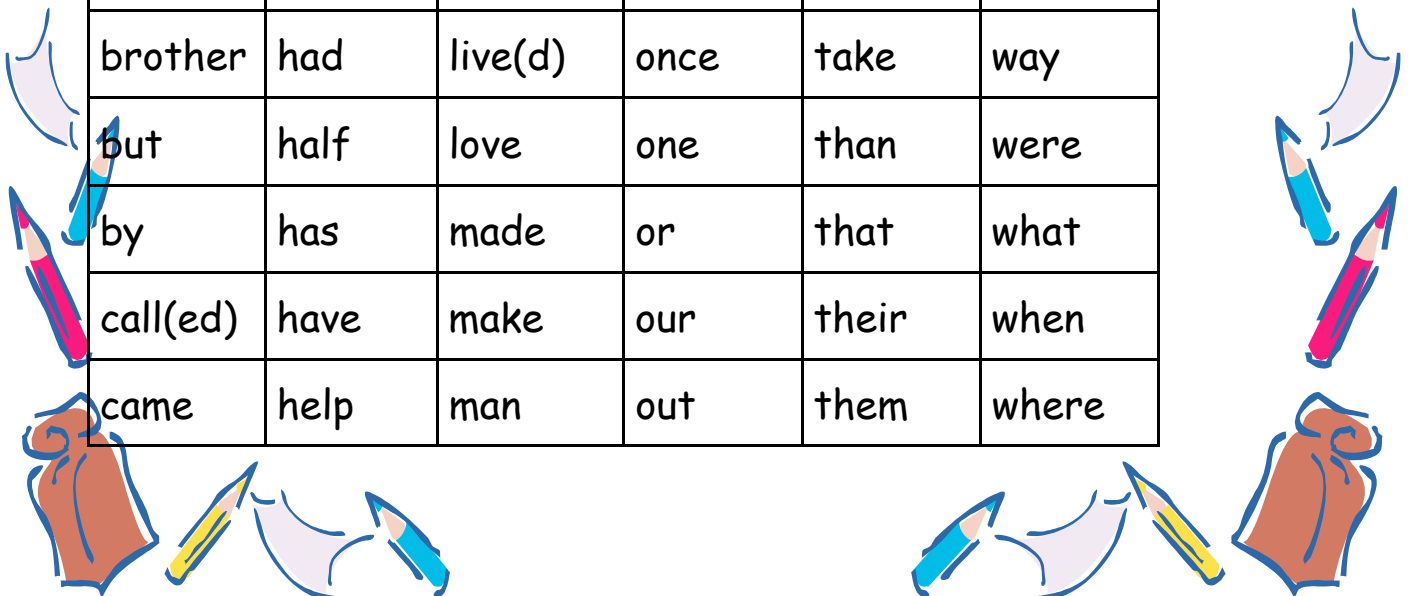 brother had live(d) once take way
but half love one than were
by has made or that what
call(ed) have make our their when
came help man out them where